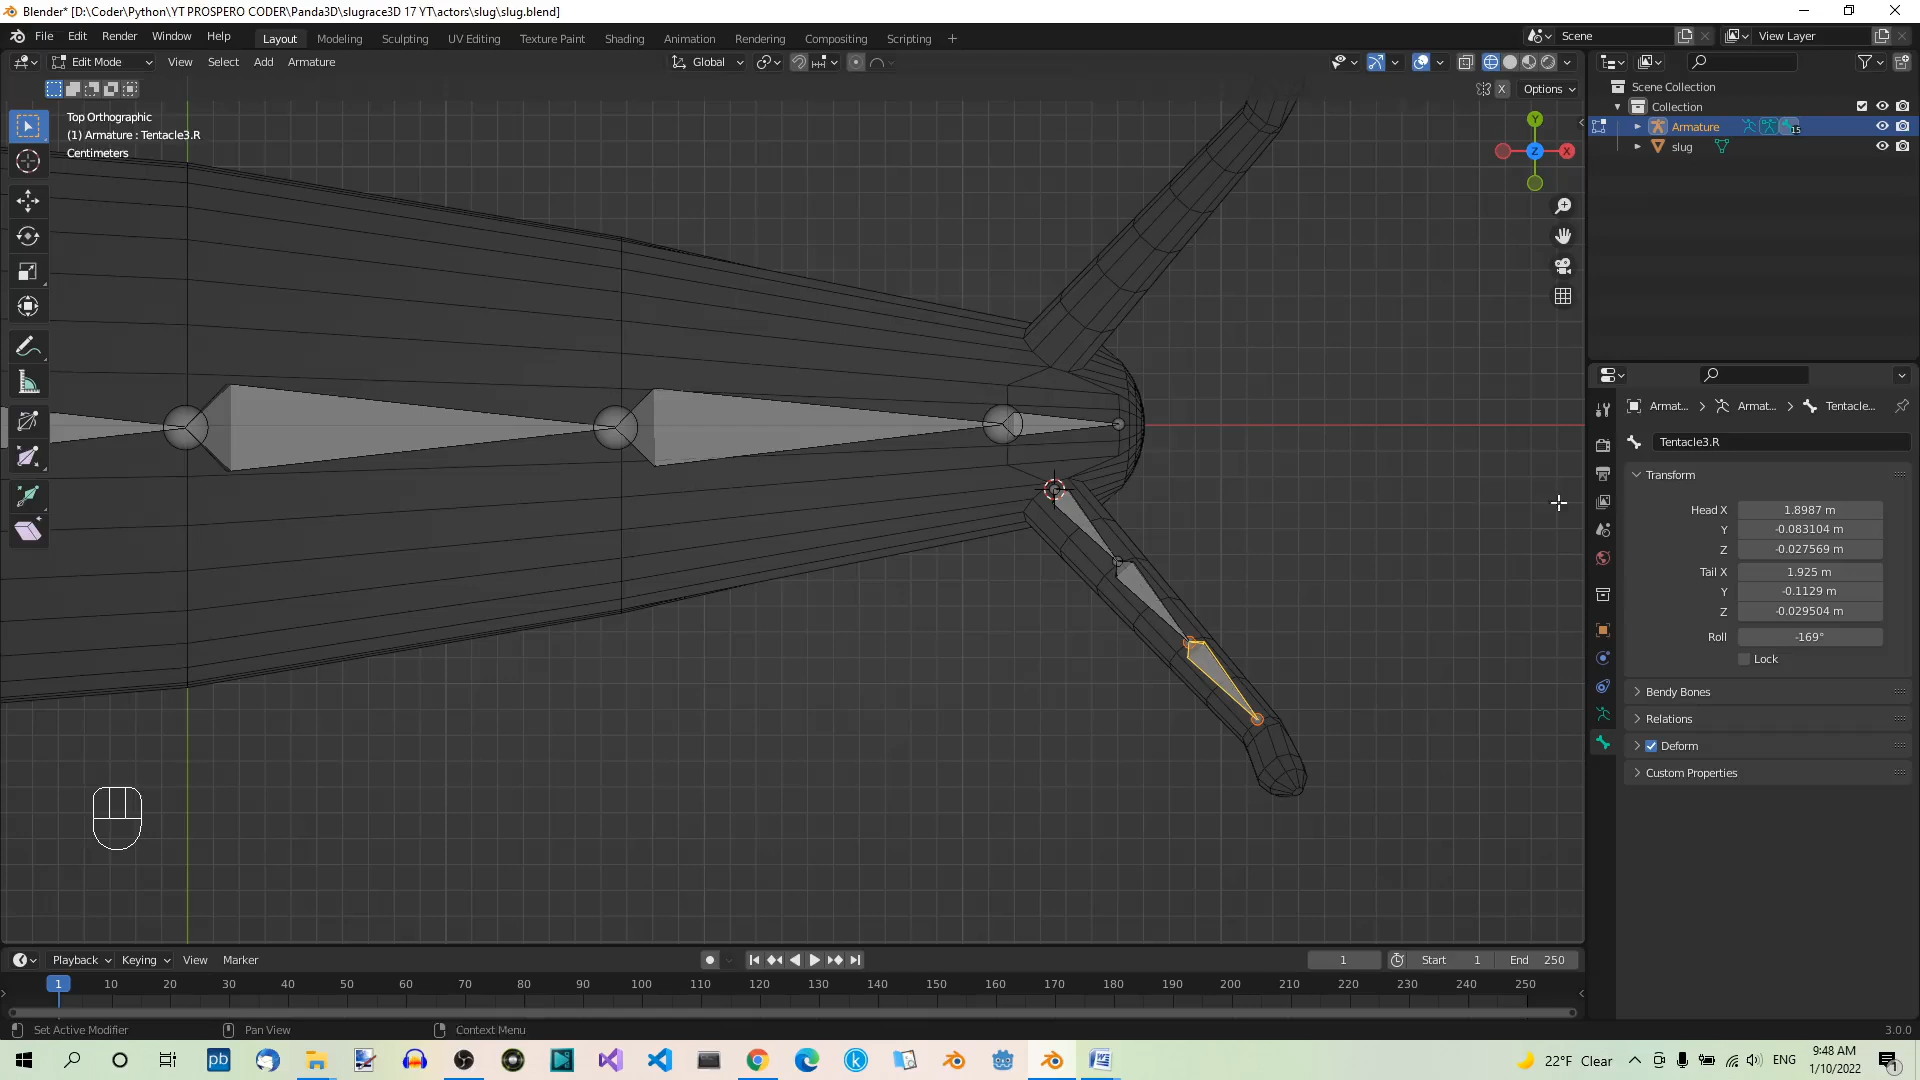 Blender* [D:\Coder\Python\YT PROSPERO CODER\Panda3D\slugrace3D 17 YT\actors\slug\slug.blend]
File Edit Render Window Help
Layout Modeling Sculpting UV Editing Texture Paint Shading Animation Rendering Compositing Scripting +
Scene
View Layer
Edit Mode View Select Add Armature
Global
X Options
Top Orthographic
(1) Armature : Tentacle3.R
Centimeters
Y
Z
X
Scene Collection
Collection
Armature 15
slug
Armat... > Armat... > Tentacle...
Tentacle3.R
Transform
Head X 1.8987 m
Y -0.083104 m
Z -0.027569 m
Tail X 1.925 m
Y -0.1129 m
Z -0.029504 m
Roll -169°
Lock
Bendy Bones
Relations
Deform
Custom Properties
Playback Keying View Marker
1 Start 1 End 250
1 10 20 30 40 50 60 70 80 90 100 110 120 130 140 150 160 170 180 190 200 210 220 230 240 250
Set Active Modifier Pan View Context Menu
3.0.0
pb
22°F Clear
ENG
9:48 AM
1/10/2022
1